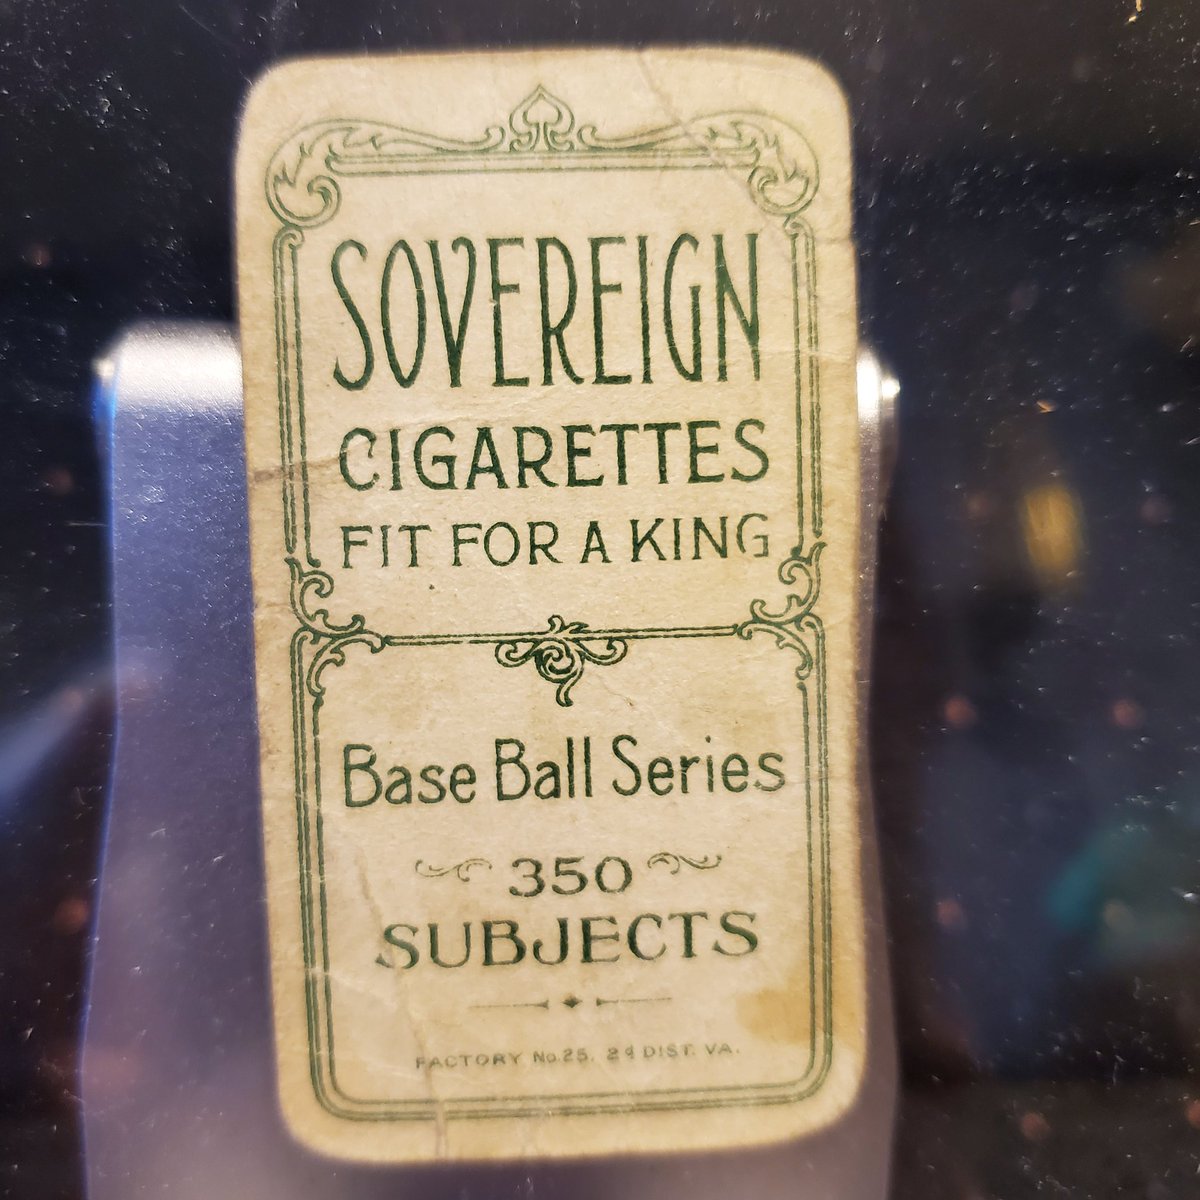 SOVEREIGN
CIGARETTES
FIT FOR A KING
Base Ball Series
350
SUBJECTS
FACTORY No. 25. 2d DIST. VA.